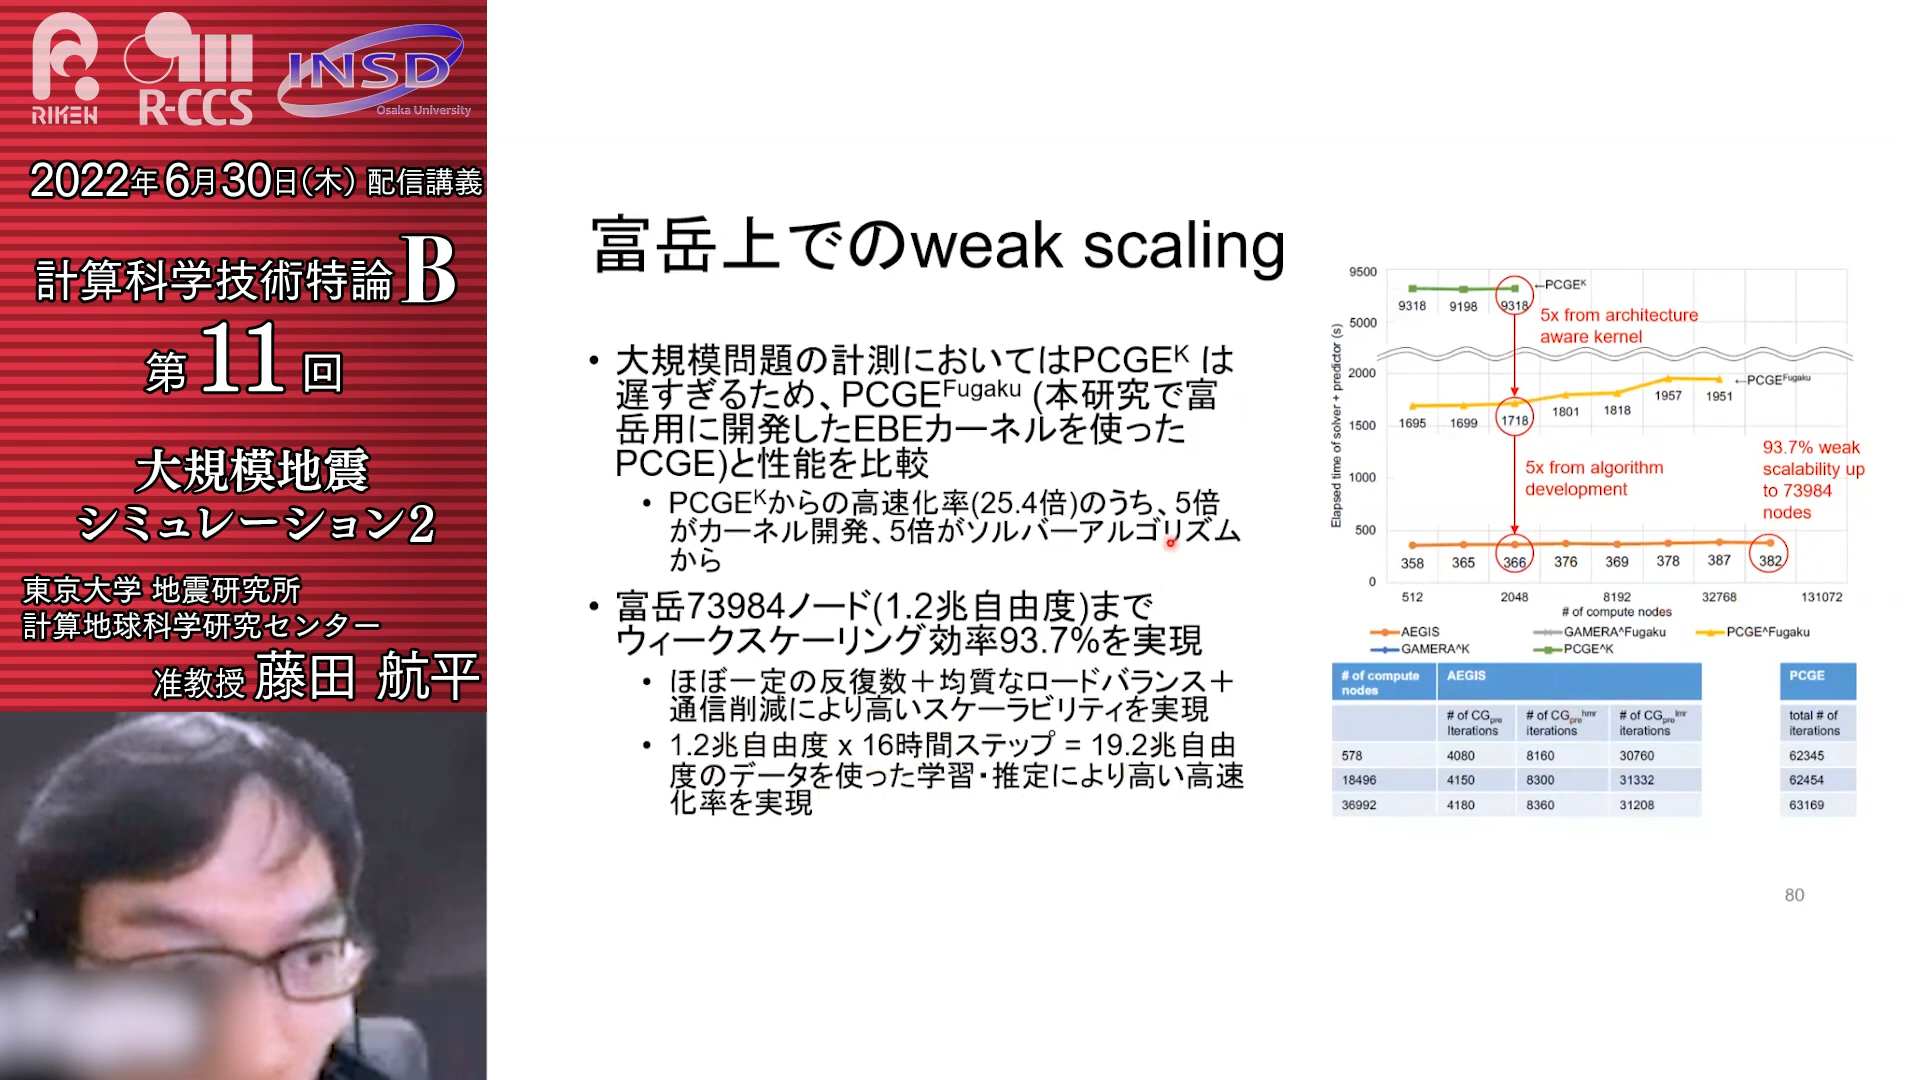 RIKEN
R-CCS
INSD
Osaka University
2022年6月30日(木) 配信講義
計算科学技術特論B
第11回
大規模地震
シミュレーション2
東京大学 地震研究所
計算地球科学研究センター
准教授 藤田 航平
富岳上でのweak scaling
• 大規模問題の計測においてはPCGEK は
遅すぎるため、PCGEFugaku (本研究で富
岳用に開発したEBEカーネルを使った
PCGE)と性能を比較
• PCGEKからの高速化率(25.4倍)のうち、5倍
がカーネル開発、5倍がソルバーアルゴリズム
から
• 富岳73984ノード(1.2兆自由度)まで
ウィークスケーリング効率93.7%を実現
• ほぼ一定の反復数＋均質なロードバランス＋
通信削減により高いスケーラビリティを実現
• 1.2兆自由度 x 16時間ステップ = 19.2兆自由
度のデータを使った学習・推定により高い高速
化率を実現
Elapsed time of solver + predictor (s)
9500
5000
2000
1500
1000
500
0
9318 9198 9318
←PCGEK
5x from architecture
aware kernel
1695 1699 1718 1801 1818 1957 1951
←PCGEFugaku
5x from algorithm
development
93.7% weak
scalability up
to 73984
nodes
358 365 366 376 369 378 387 382
512 2048 8192 32768 131072
# of compute nodes
AEGIS GAMERA^Fugaku PCGE^Fugaku
GAMERA^K PCGE^K
# of compute nodes AEGIS PCGE
# of CGpre Iterations # of CGprehmr iterations # of CGprelmr iterations total # of iterations
578 4080 8160 30760 62345
18496 4150 8300 31332 62454
36992 4180 8360 31208 63169
80